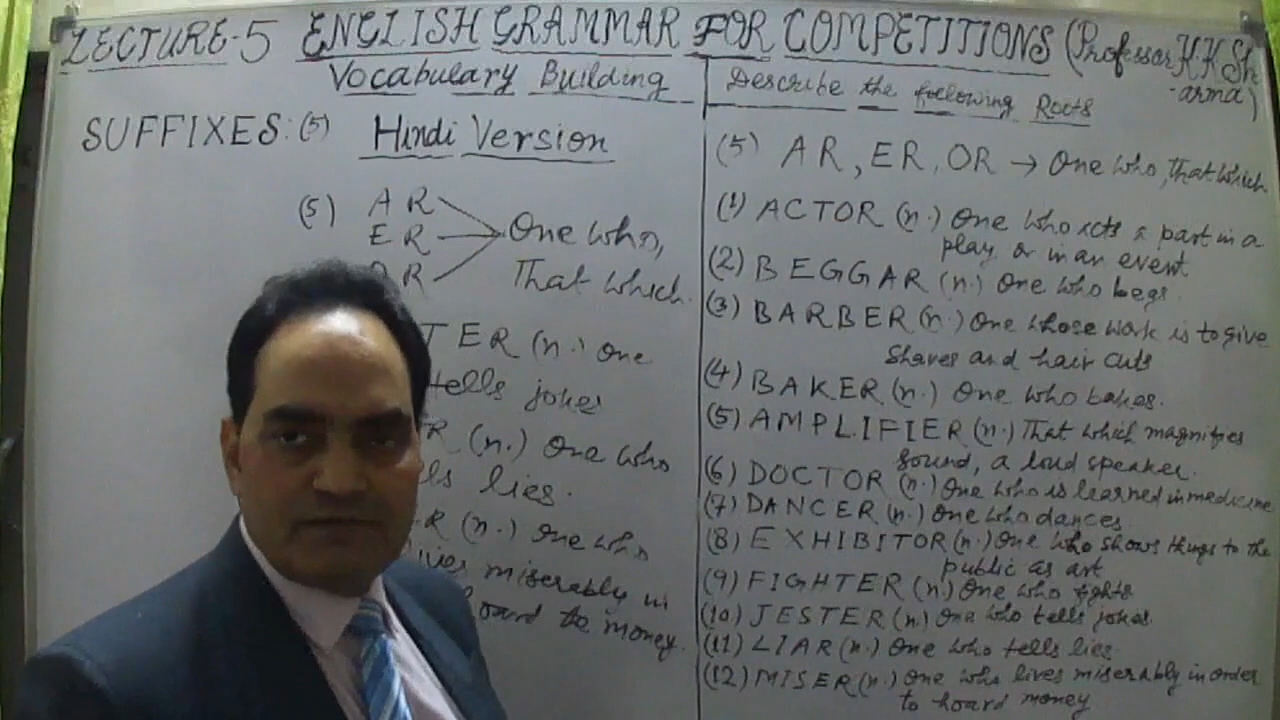 LECTURE-5 ENGLISH GRAMMAR FOR COMPETITIONS (Professor K.K.Sh
arma)
Vocabulary Building
SUFFIXES: (5) Hindi Version
(5) AR
ER
OR
One who,
That which.
TER (n.) One
tells jokes
R (n.) One who
ls lies.
R (n.) One who
lives miserably in
oard the money.
Describe the following Roots
(5) AR, ER, OR → One who, That which
(1) ACTOR (n.) One who acts a part in a
play or in an event
(2) BEGGAR (n.) One who begs.
(3) BARBER (n.) One whose work is to give
Shaves and hair cuts
(4) BAKER (n.) One who bakes.
(5) AMPLIFIER (n.) That which magnifies
sound, a loud speaker.
(6) DOCTOR (n.) One who is learned in medicine
(7) DANCER (n.) One who dances
(8) EXHIBITOR (n.) One who shows things to the
public as art
(9) FIGHTER (n.) One who fights
(10) JESTER (n.) One who tells jokes
(11) LIAR (n.) One who tells lies
(12) MISER (n.) One who lives miserably in order
to hoard money